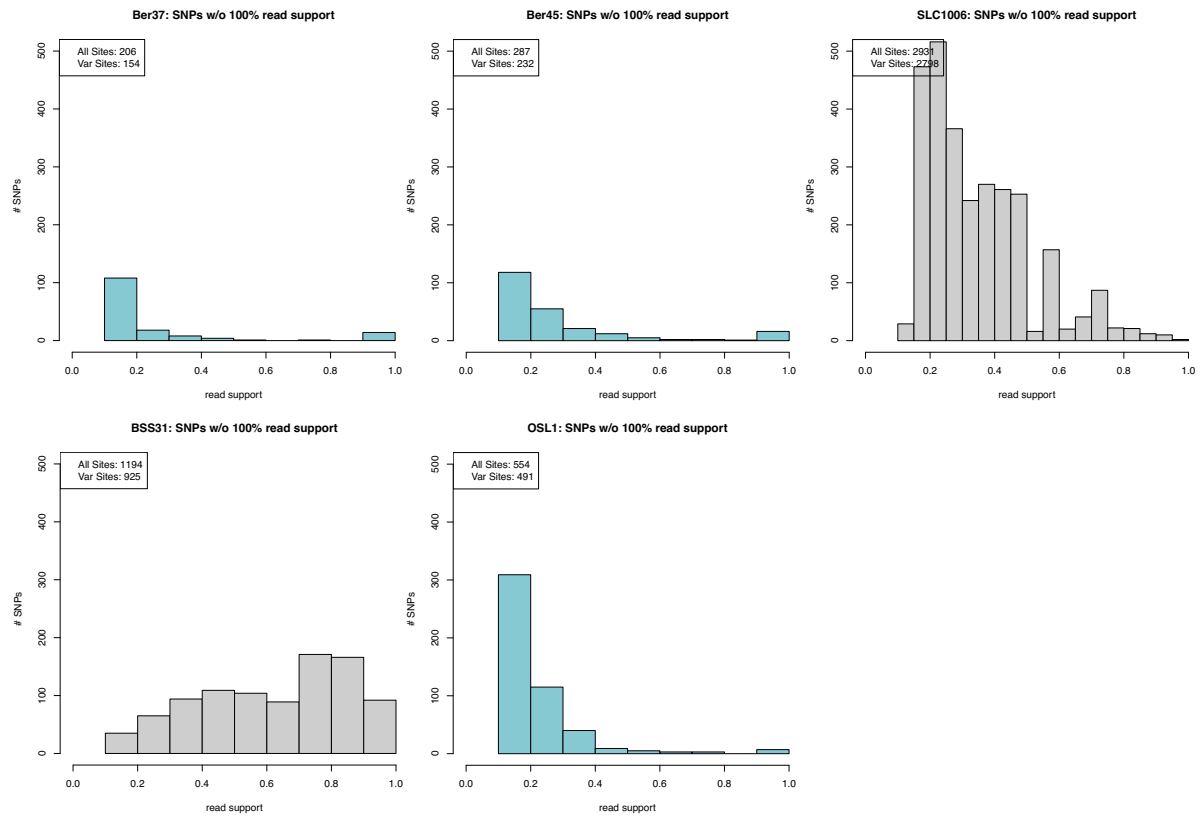 Ber37: SNPs w/o 100% read support
All Sites: 206
Var Sites: 154
# SNPs
0
100
200
300
400
500
0.0 0.2 0.4 0.6 0.8 1.0
read support
Ber45: SNPs w/o 100% read support
All Sites: 287
Var Sites: 232
# SNPs
0
100
200
300
400
500
0.0 0.2 0.4 0.6 0.8 1.0
read support
SLC1006: SNPs w/o 100% read support
All Sites: 2931
Var Sites: 2798
# SNPs
0
100
200
300
400
500
0.0 0.2 0.4 0.6 0.8 1.0
read support
BSS31: SNPs w/o 100% read support
All Sites: 1194
Var Sites: 925
# SNPs
0
100
200
300
400
500
0.0 0.2 0.4 0.6 0.8 1.0
read support
OSL1: SNPs w/o 100% read support
All Sites: 554
Var Sites: 491
# SNPs
0
100
200
300
400
500
0.0 0.2 0.4 0.6 0.8 1.0
read support